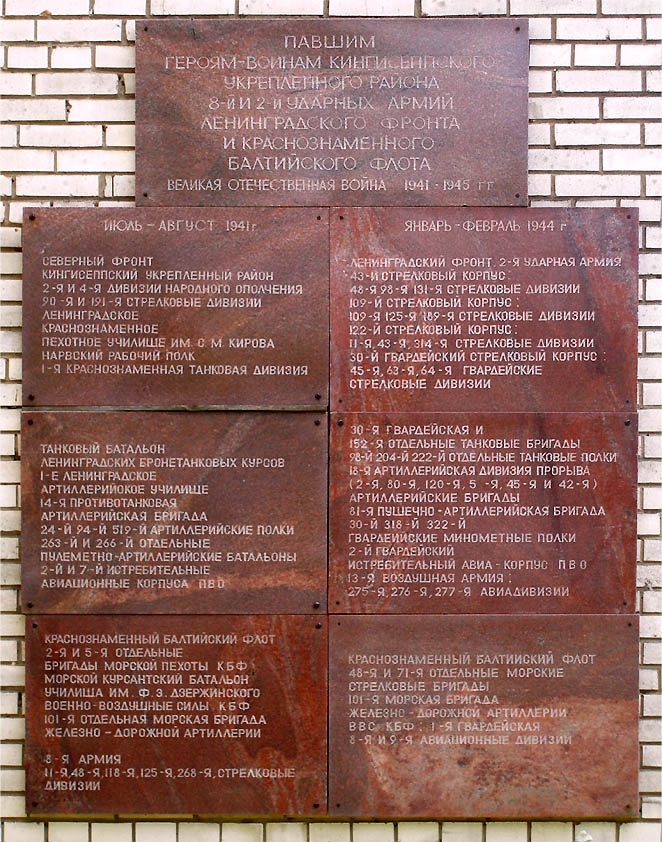 ПАВШИМ
ГЕРОЯМ-ВОИНАМ КИНГИСЕППСКОГО
УКРЕПЛЕННОГО РАЙОНА
8-Й И 2-Й УДАРНЫХ АРМИЙ
ЛЕНИНГРАДСКОГО ФРОНТА
И КРАСНОЗНАМЕННОГО
БАЛТИЙСКОГО ФЛОТА
ВЕЛИКАЯ ОТЕЧЕСТВЕННАЯ ВОЙНА 1941-1945 ГГ
ИЮЛЬ - АВГУСТ 1941 г.
СЕВЕРНЫЙ ФРОНТ
КИНГИСЕППСКИЙ УКРЕПЛЕННЫЙ РАЙОН
2-Я И 4-Я ДИВИЗИИ НАРОДНОГО ОПОЛЧЕНИЯ
90-Я И 191-Я СТРЕЛКОВЫЕ ДИВИЗИИ
ЛЕНИНГРАДСКОЕ
КРАСНОЗНАМЕННОЕ
ПЕХОТНОЕ УЧИЛИЩЕ ИМ. С. М. КИРОВА
НАРВСКИЙ РАБОЧИЙ ПОЛК
1-Я КРАСНОЗНАМЕННАЯ ТАНКОВАЯ ДИВИЗИЯ
ТАНКОВЫЙ БАТАЛЬОН
ЛЕНИНГРАДСКИХ БРОНЕТАНКОВЫХ КУРСОВ
1-Е ЛЕНИНГРАДСКОЕ
АРТИЛЛЕРИЙСКОЕ УЧИЛИЩЕ
14-Я ПРОТИВОТАНКОВАЯ
АРТИЛЛЕРИЙСКАЯ БРИГАДА
24-Й 94-Й 519-Й АРТИЛЛЕРИЙСКИЕ ПОЛКИ
263-Й И 266-Й ОТДЕЛЬНЫЕ
ПУЛЕМЕТНО-АРТИЛЛЕРИЙСКИЕ БАТАЛЬОНЫ
2-Й И 7-Й ИСТРЕБИТЕЛЬНЫЕ
АВИАЦИОННЫЕ КОРПУСА ПВО
КРАСНОЗНАМЕННЫЙ БАЛТИЙСКИЙ ФЛОТ
2-Я И 5-Я ОТДЕЛЬНЫЕ
БРИГАДЫ МОРСКОЙ ПЕХОТЫ КБФ
МОРСКОЙ КУРСАНТСКИЙ БАТАЛЬОН
УЧИЛИЩА ИМ. Ф. Э. ДЗЕРЖИНСКОГО
ВОЕННО-ВОЗДУШНЫЕ СИЛЫ КБФ
101-Я ОТДЕЛЬНАЯ МОРСКАЯ БРИГАДА
ЖЕЛЕЗНО - ДОРОЖНОЙ АРТИЛЛЕРИИ
8-Я АРМИЯ
11-Я, 48-Я, 118-Я, 125-Я, 268-Я, СТРЕЛКОВЫЕ
ДИВИЗИИ
ЯНВАРЬ - ФЕВРАЛЬ 1944 г
ЛЕНИНГРАДСКИЙ ФРОНТ, 2-Я УДАРНАЯ АРМИЯ
43-Й СТРЕЛКОВЫЙ КОРПУС:
48-Я 98-Я 131-Я СТРЕЛКОВЫЕ ДИВИЗИИ
109-Й СТРЕЛКОВЫЙ КОРПУС:
109-Я 125-Я 189-Я СТРЕЛКОВЫЕ ДИВИЗИИ
122-Й СТРЕЛКОВЫЙ КОРПУС:
11-Я, 43-Я, 314-Я СТРЕЛКОВЫЕ ДИВИЗИИ
30-Й ГВАРДЕЙСКИЙ СТРЕЛКОВЫЙ КОРПУС:
45-Я, 63-Я, 64-Я ГВАРДЕЙСКИЕ
СТРЕЛКОВЫЕ ДИВИЗИИ
30-Я ГВАРДЕЙСКАЯ И
152-Я ОТДЕЛЬНЫЕ ТАНКОВЫЕ БРИГАДЫ
98-Й 204-Й 222-Й ОТДЕЛЬНЫЕ ТАНКОВЫЕ ПОЛКИ
18-Я АРТИЛЛЕРИЙСКАЯ ДИВИЗИЯ ПРОРЫВА
(2-Я, 80-Я, 120-Я, 5 -Я, 45-Я И 42-Я)
АРТИЛЛЕРИЙСКИЕ БРИГАДЫ
81-Я ПУШЕЧНО-АРТИЛЛЕРИЙСКАЯ БРИГАДА
30-Й 318-Й 322-Й
ГВАРДЕЙСКИЕ МИНОМЕТНЫЕ ПОЛКИ
2-Й ГВАРДЕЙСКИЙ
ИСТРЕБИТЕЛЬНЫЙ АВИА-КОРПУС ПВО
13-Я ВОЗДУШНАЯ АРМИЯ:
275-Я, 276-Я, 277-Я АВИАДИВИЗИИ
КРАСНОЗНАМЕННЫЙ БАЛТИЙСКИЙ ФЛОТ
48-Я И 71-Я ОТДЕЛЬНЫЕ МОРСКИЕ
СТРЕЛКОВЫЕ БРИГАДЫ
101-Я МОРСКАЯ БРИГАДА
ЖЕЛЕЗНО - ДОРОЖНОЙ АРТИЛЛЕРИИ
ВВС КБФ: 1-Я ГВАРДЕЙСКАЯ
8-Я И 9-Я АВИАЦИОННЫЕ ДИВИЗИИ